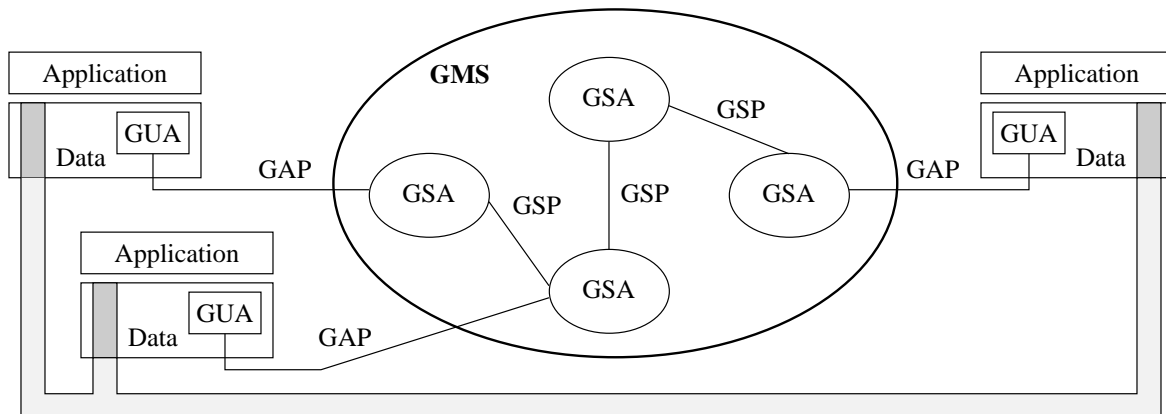 Application
GUA
Data
GAP
GMS
GSA
GSP
GSA
GSP
GSP
GSA
GSA
GAP
Application
GUA
Data
Application
GUA
Data
GAP